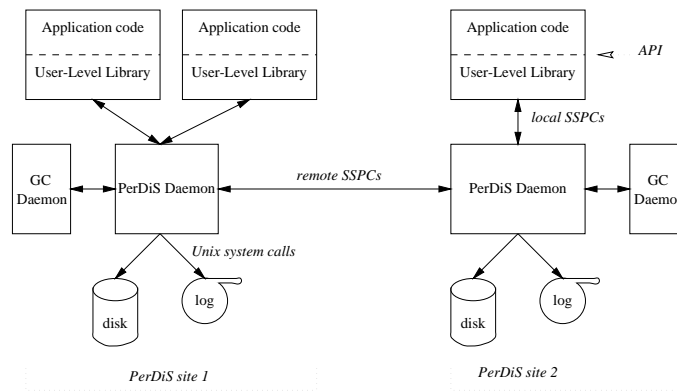 Application code
User-Level Library
Application code
User-Level Library
Application code
User-Level Library
API
local SSPCs
GC
Daemon
PerDiS Daemon
remote SSPCs
PerDiS Daemon
GC
Daemon
Unix system calls
disk
log
disk
log
PerDiS site 1
PerDiS site 2